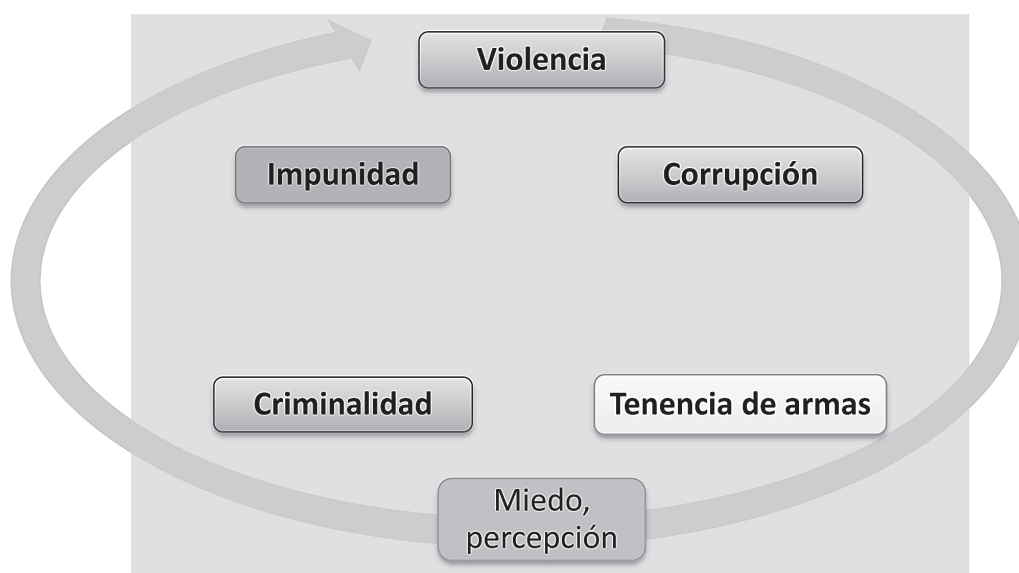 Violencia
Impunidad
Corrupción
Criminalidad
Tenencia de armas
Miedo,
percepción